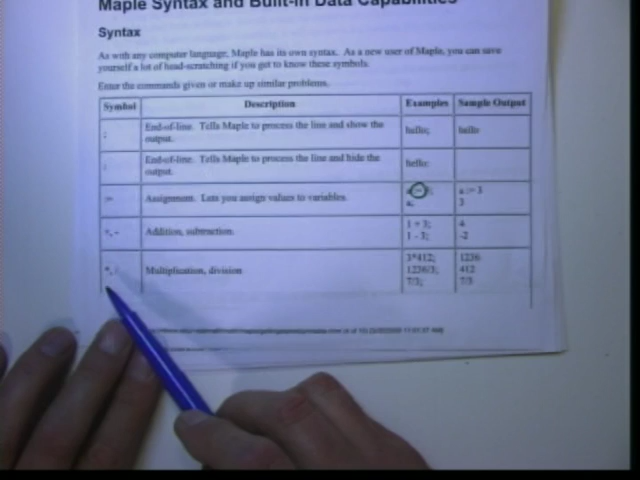 Maple Syntax and Built-in Data Capabilities
Syntax
As with any computer language, Maple has its own syntax. As a new user of Maple, you can save
yourself a lot of head-scratching if you get to know these symbols.
Enter the commands given or make up similar problems.
Symbol Description Examples Sample Output
; End-of-line. Tells Maple to process the line and show the
output. hello; hello
: End-of-line. Tells Maple to process the line and hide the
output. hello:
:= Assignment. Lets you assign values to variables. a:=3; a := 3
a; 3
+, - Addition, subtraction. 1 + 3; 4
1 - 3; -2
*, / Multiplication, division 3*412; 1236
1236/3; 412
7/3; 7/3